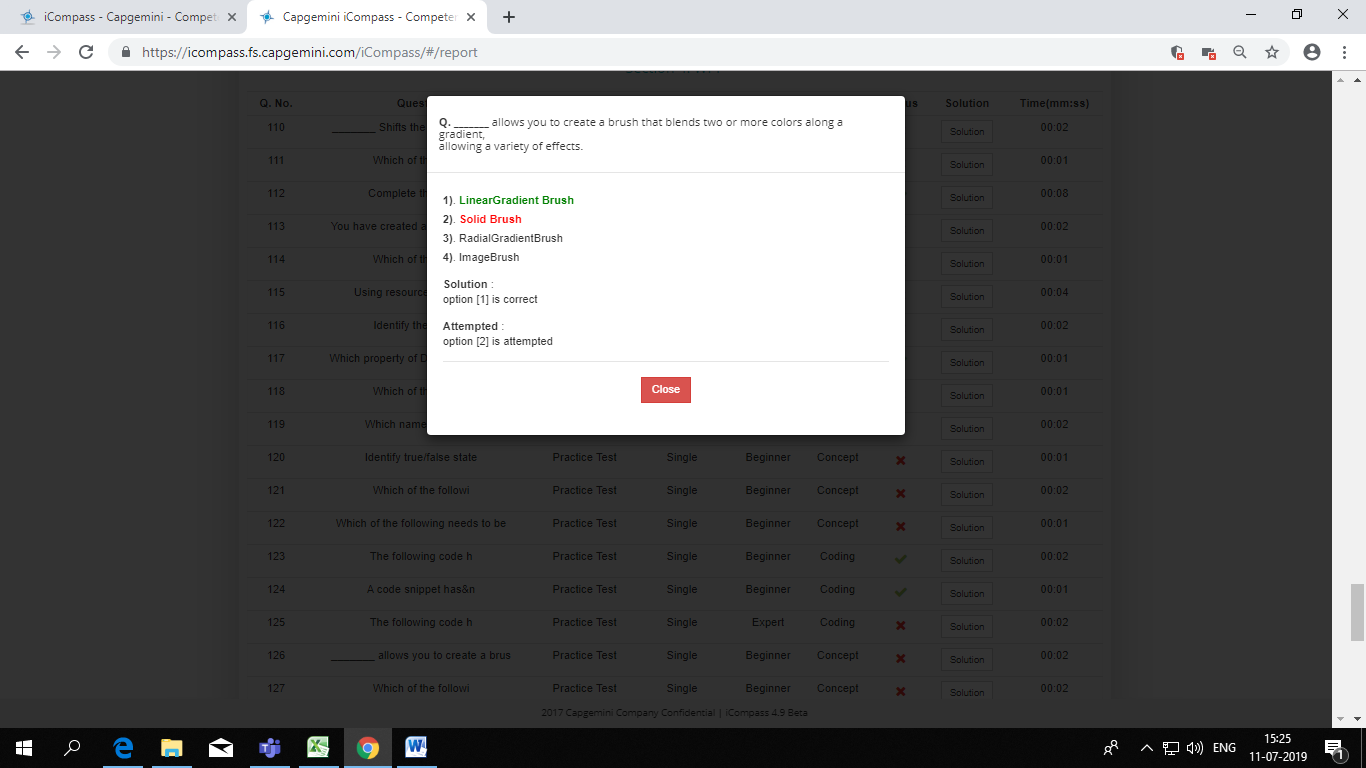 iCompass - Capgemini - Compet
Capgemini iCompass - Competen
https://icompass.fs.capgemini.com/iCompass/#/report
Q. No. Ques us Solution Time(mm:ss)
110 _______ Shifts the Solution 00:02
111 Which of th Solution 00:01
112 Complete th Solution 00:08
113 You have created a Solution 00:02
114 Which of th Solution 00:01
115 Using resource Solution 00:04
116 Identify the Solution 00:02
117 Which property of D Solution 00:01
118 Which of th Solution 00:01
119 Which name Solution 00:02
Q. ______ allows you to create a brush that blends two or more colors along a
gradient,
allowing a variety of effects.
1). LinearGradient Brush
2). Solid Brush
3). RadialGradientBrush
4). ImageBrush
Solution :
option [1] is correct
Attempted :
option [2] is attempted
Close
120 Identify true/false state Practice Test Single Beginner Concept Solution 00:01
121 Which of the followi Practice Test Single Beginner Concept Solution 00:02
122 Which of the following needs to be Practice Test Single Beginner Concept Solution 00:01
123 The following code h Practice Test Single Beginner Coding Solution 00:02
124 A code snippet has&n Practice Test Single Beginner Coding Solution 00:01
125 The following code h Practice Test Single Expert Coding Solution 00:02
126 _______ allows you to create a brus Practice Test Single Beginner Concept Solution 00:02
127 Which of the followi Practice Test Single Beginner Concept Solution 00:02
2017 Capgemini Company Confidential | iCompass 4.9 Beta
ENG
15:25
11-07-2019
1